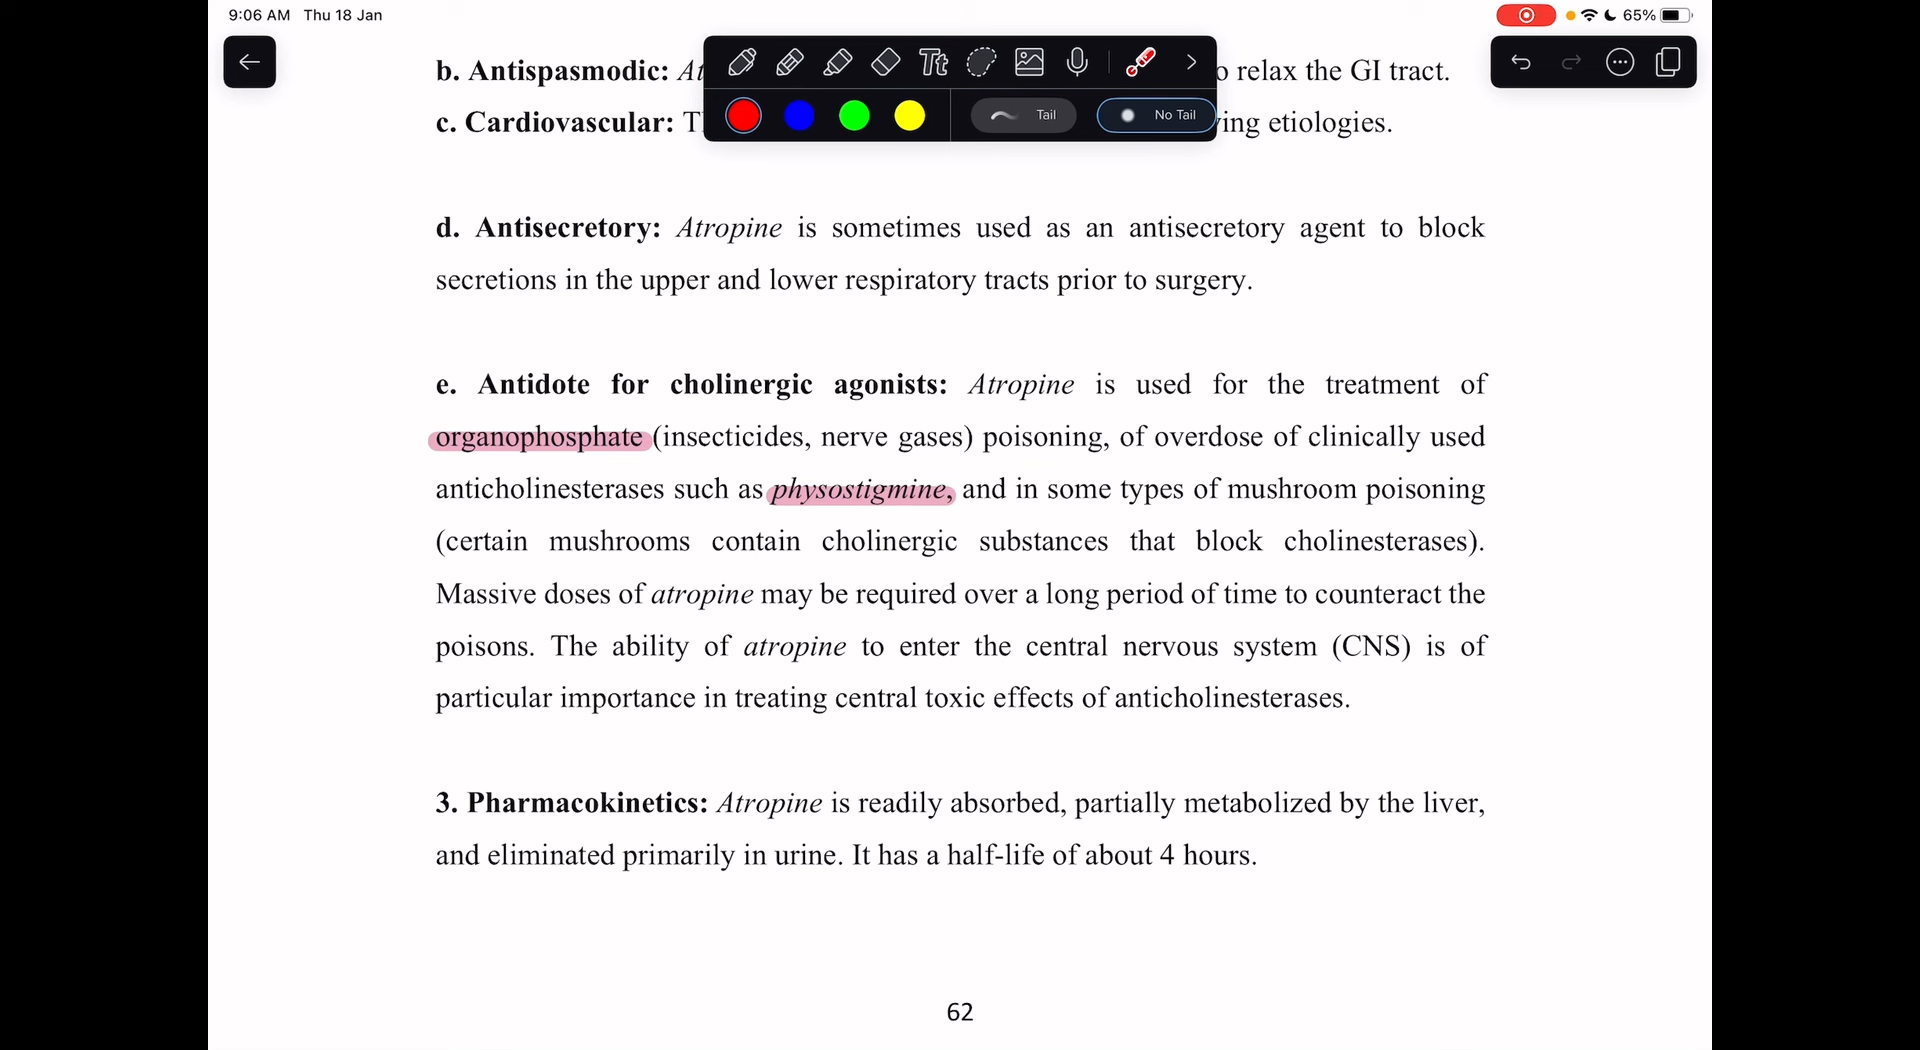 9:06 AM Thu 18 Jan
65%
Tt
Tail
No Tail
b. Antispasmodic: At
o relax the GI tract.
c. Cardiovascular: T
ing etiologies.
d. Antisecretory: Atropine is sometimes used as an antisecretory agent to block
secretions in the upper and lower respiratory tracts prior to surgery.
e. Antidote for cholinergic agonists: Atropine is used for the treatment of
organophosphate (insecticides, nerve gases) poisoning, of overdose of clinically used
anticholinesterases such as physostigmine, and in some types of mushroom poisoning
(certain mushrooms contain cholinergic substances that block cholinesterases).
Massive doses of atropine may be required over a long period of time to counteract the
poisons. The ability of atropine to enter the central nervous system (CNS) is of
particular importance in treating central toxic effects of anticholinesterases.
3. Pharmacokinetics: Atropine is readily absorbed, partially metabolized by the liver,
and eliminated primarily in urine. It has a half-life of about 4 hours.
62